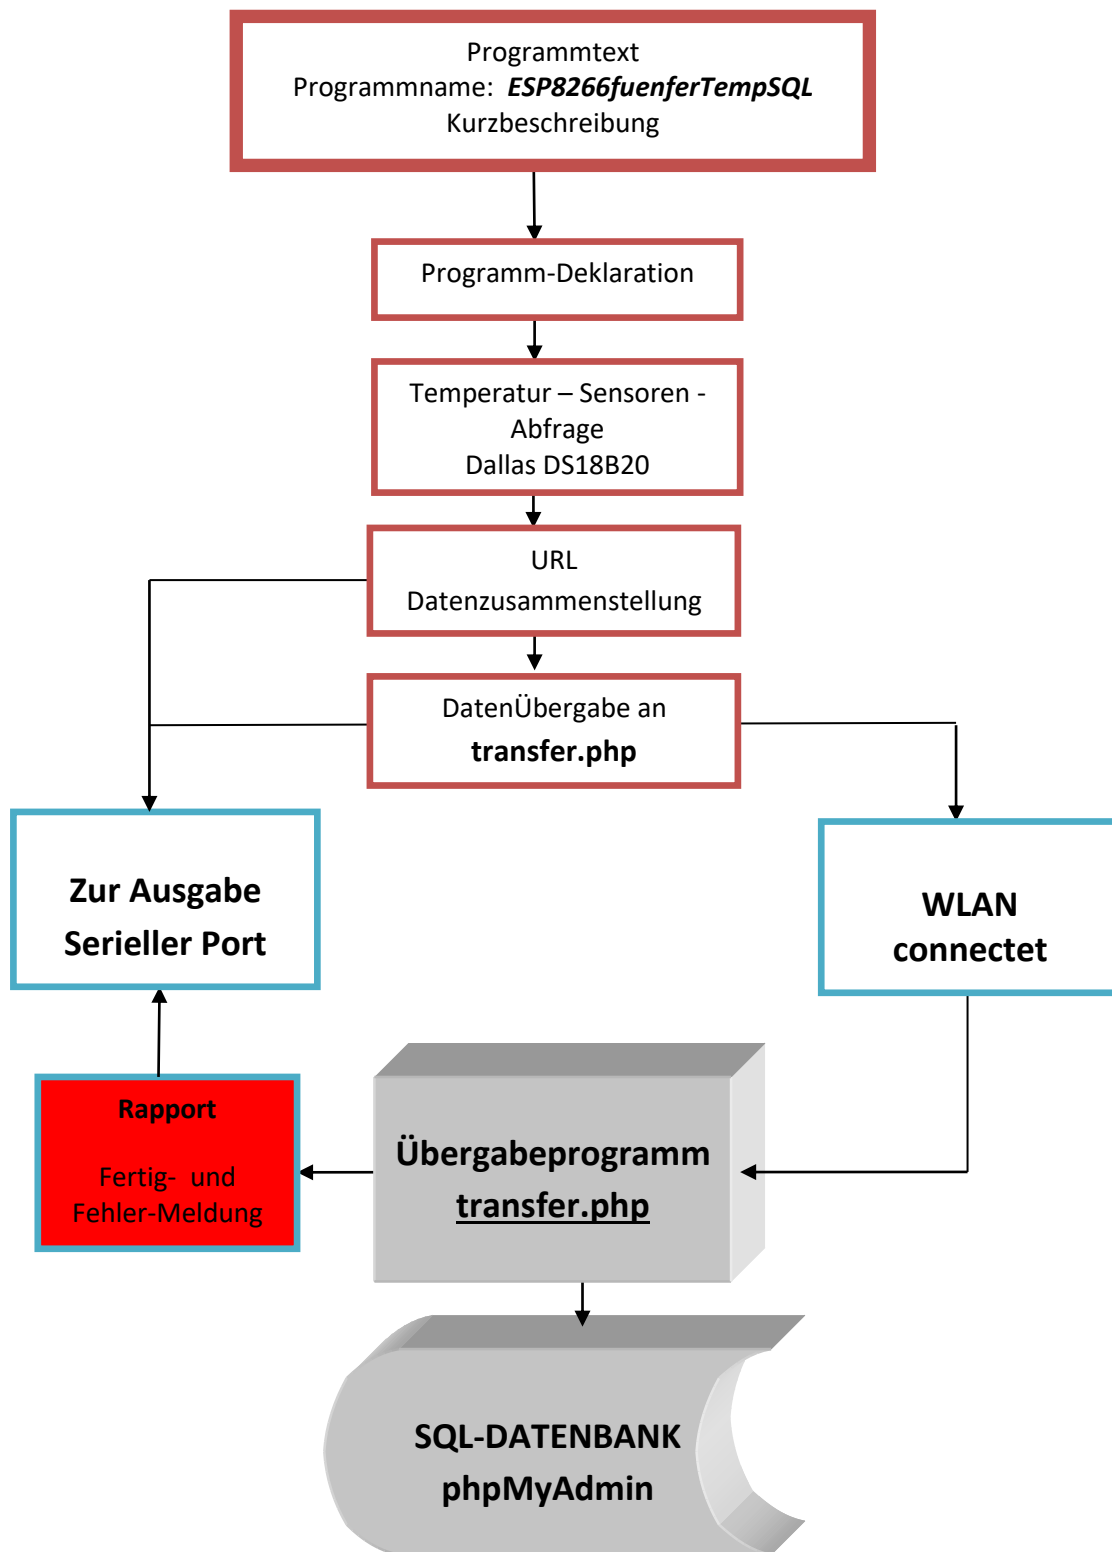 Programmtext
Programmname: ESP8266fuenferTempSQL
Kurzbeschreibung
Programm-Deklaration
Temperatur – Sensoren -
Abfrage
Dallas DS18B20
URL
Datenzusammenstellung
DatenÜbergabe an
transfer.php
Zur Ausgabe
Serieller Port
WLAN
connectet
Rapport
Fertig- und
Fehler-Meldung
Übergabeprogramm
transfer.php
SQL-DATENBANK
phpMyAdmin